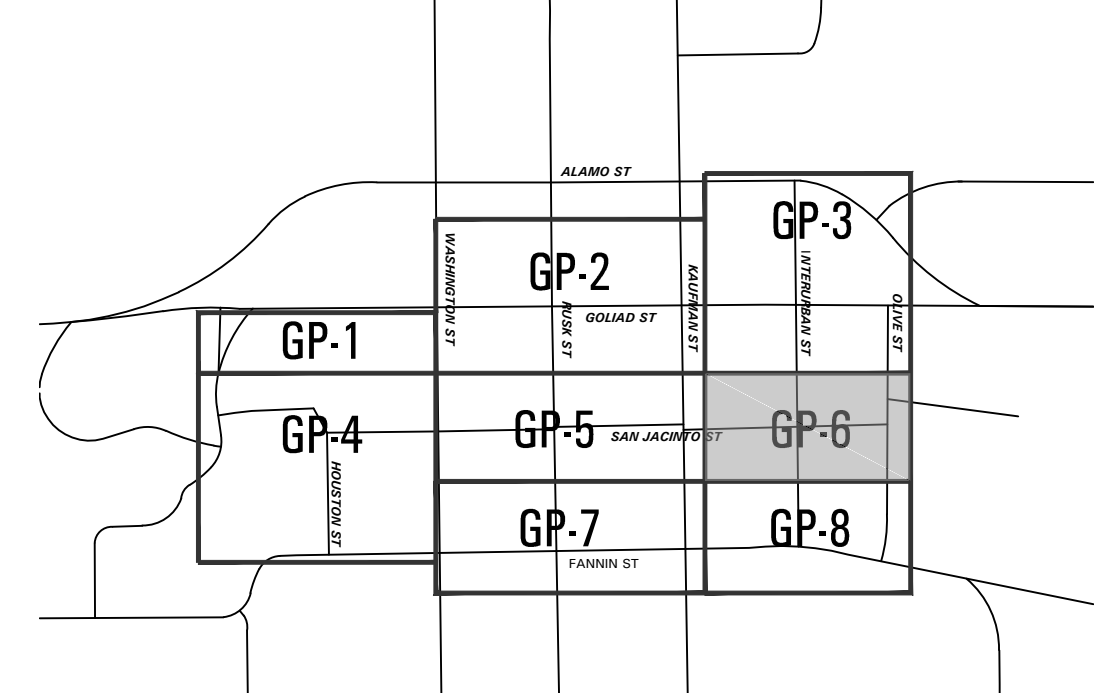 ALAMO ST
GP-3
WASHINGTON ST
GP-2
KAUFMAN ST
INTERURBAN ST
OLIVE ST
RUSK ST
GOLIAD ST
GP-1
GP-4
GP-5
SAN JACINTO ST
GP-6
HOUSTON ST
GP-7
GP-8
FANNIN ST